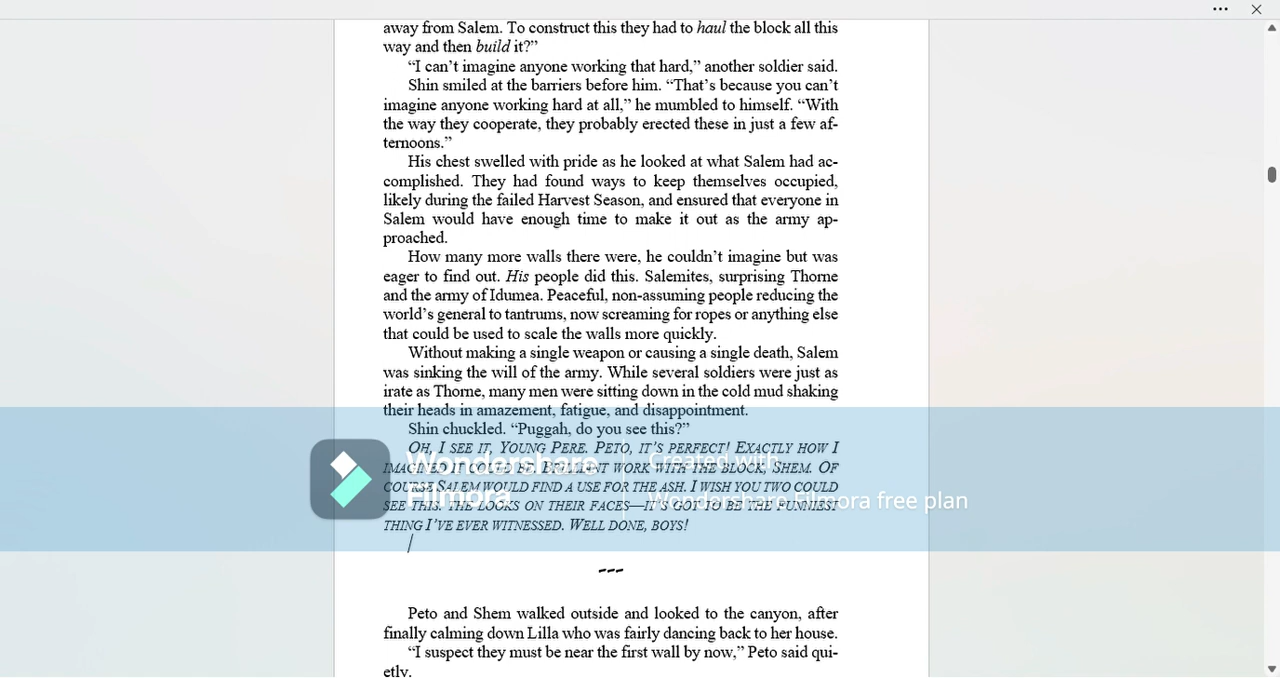 away from Salem. To construct this they had to haul the block all this
way and then build it?”
“I can’t imagine anyone working that hard,” another soldier said.
Shin smiled at the barriers before him. “That’s because you can’t
imagine anyone working hard at all,” he mumbled to himself. “With
the way they cooperate, they probably erected these in just a few af-
ternoons.”
His chest swelled with pride as he looked at what Salem had ac-
complished. They had found ways to keep themselves occupied,
likely during the failed Harvest Season, and ensured that everyone in
Salem would have enough time to make it out as the army ap-
proached.
How many more walls there were, he couldn’t imagine but was
eager to find out. His people did this. Salemites, surprising Thorne
and the army of Idumea. Peaceful, non-assuming people reducing the
world’s general to tantrums, now screaming for ropes or anything else
that could be used to scale the walls more quickly.
Without making a single weapon or causing a single death, Salem
was sinking the will of the army. While several soldiers were just as
irate as Thorne, many men were sitting down in the cold mud shaking
their heads in amazement, fatigue, and disappointment.
Shin chuckled. “Puggah, do you see this?”
OH, I SEE IT, YOUNG PERE. PETO, IT’S PERFECT! EXACTLY HOW I
IMAGINED IT COULD BE. BRILLIANT WORK WITH THE BLOCK, SHEM. OF
COURSE SALEM WOULD FIND A USE FOR THE ASH. I WISH YOU TWO COULD
SEE THIS. THE LOOKS ON THEIR FACES—IT’S GOT TO BE THE FUNNIEST
THING I’VE EVER WITNESSED. WELL DONE, BOYS!
Wondershare
Filmora
Created with
Wondershare Filmora free plan
---
Peto and Shem walked outside and looked to the canyon, after
finally calming down Lilla who was fairly dancing back to her house.
“I suspect they must be near the first wall by now,” Peto said qui-
etly.